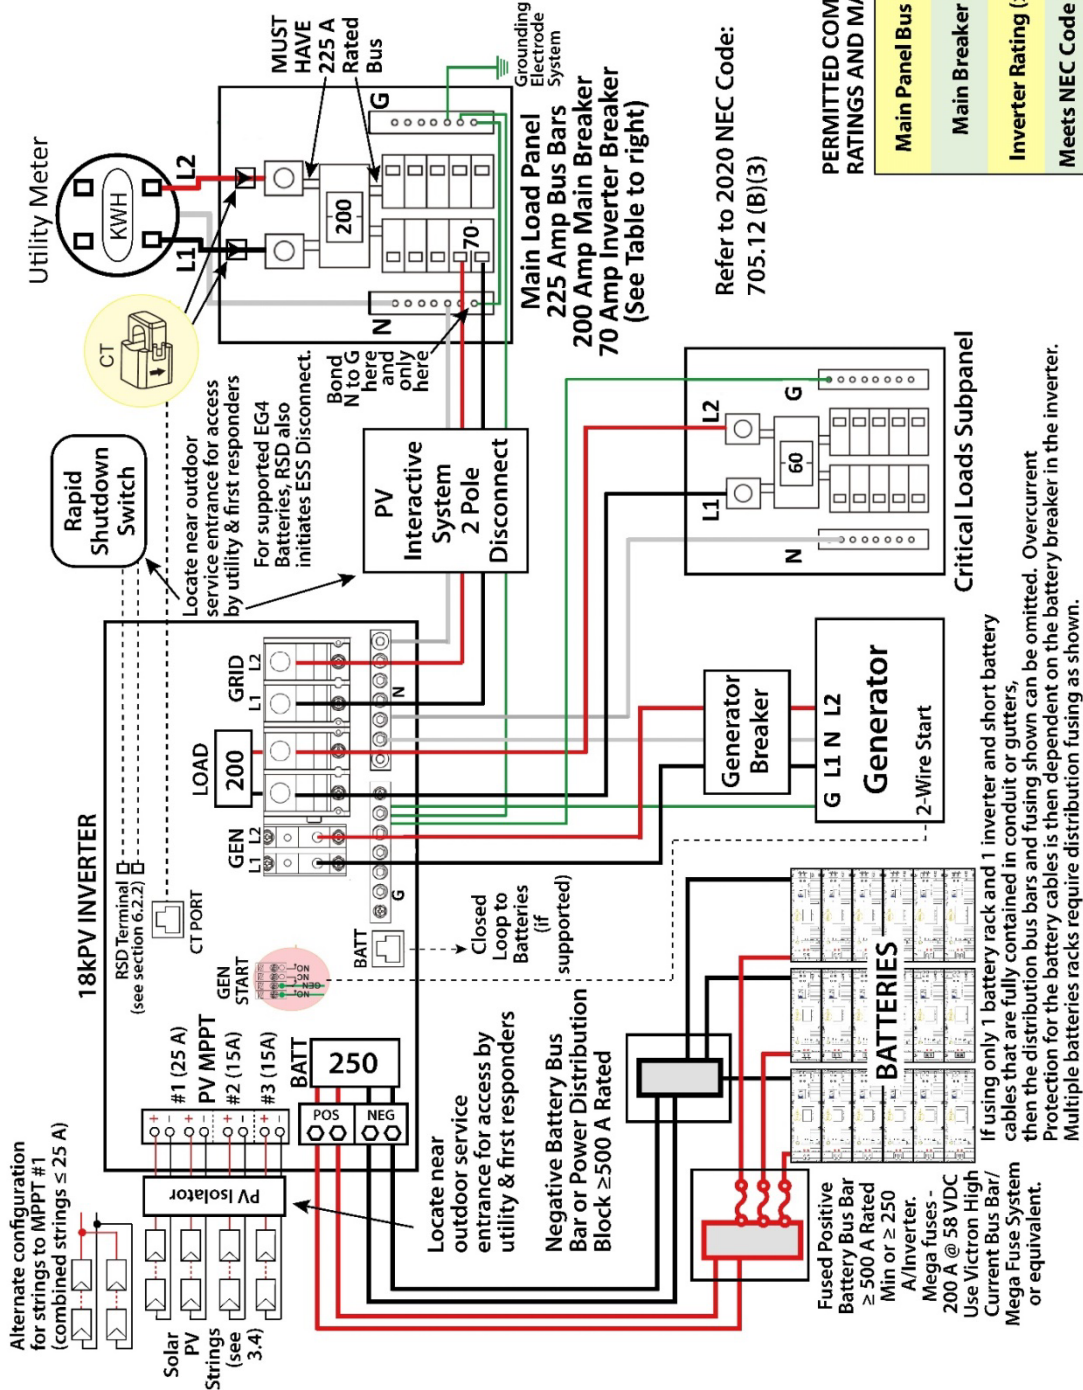 Alternate configuration
for strings to MPPT #1
(combined strings ≤ 25 A)
Solar
PV
Strings
(see
3.4)
PV Isolator
18kPV INVERTER
RSD Terminal
(see section 6.2.2)
CT PORT
#1 (25 A)
PV MPPT
#2 (15A)
#3 (15A)
+
-
+
-
+
-
+
-
GEN
START
BATT
250
POS
NEG
BATT
GEN
L1
L2
LOAD
200
GRID
L1
L2
G
N
Closed
Loop to
Batteries
(if
supported)
Rapid
Shutdown
Switch
Locate near outdoor
service entrance for access
by utility & first responders
For supported EG4
Batteries, RSD also
initiates ESS Disconnect.
PV
Interactive
System
2 Pole
Disconnect
CT
Utility Meter
KWH
L1
L2
MUST
HAVE
225 A
Rated
Bus
200
70
N
G
Grounding
Electrode
System
Bond
N to G
here
and
only
here
Main Load Panel
225 Amp Bus Bars
200 Amp Main Breaker
70 Amp Inverter Breaker
(See Table to right)
Refer to 2020 NEC Code:
705.12 (B)(3)
PERMITTED COM
RATINGS AND MA
Main Panel Bus
Main Breaker
Inverter Rating (
Meets NEC Code
Locate near
outdoor service
entrance for access by
utility & first responders
Negative Battery Bus
Bar or Power Distribution
Block ≥500 A Rated
Fused Positive
Battery Bus Bar
≥ 500 A Rated
Min or ≥ 250
A/Inverter.
Mega fuses -
200 A @ 58 VDC
Use Victron High
Current Bus Bar/
Mega Fuse System
or equivalent.
BATTERIES
Generator
Breaker
G L1 N L2
Generator
2-Wire Start
L1
L2
60
N
G
Critical Loads Subpanel
If using only 1 battery rack and 1 inverter and short battery
cables that are fully contained in conduit or gutters,
then the distribution bus bars and fusing shown can be omitted. Overcurrent
Protection for the battery cables is then dependent on the battery breaker in the inverter.
Multiple batteries racks require distribution fusing as shown.